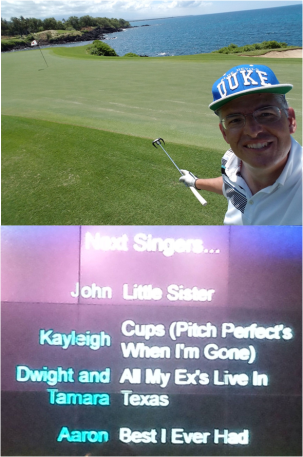 DUKE
Next Singers...
John Little Sister
Kayleigh Cups (Pitch Perfect's
When I'm Gone)
Dwight and All My Ex's Live In
Tamara Texas
Aaron Best I Ever Had